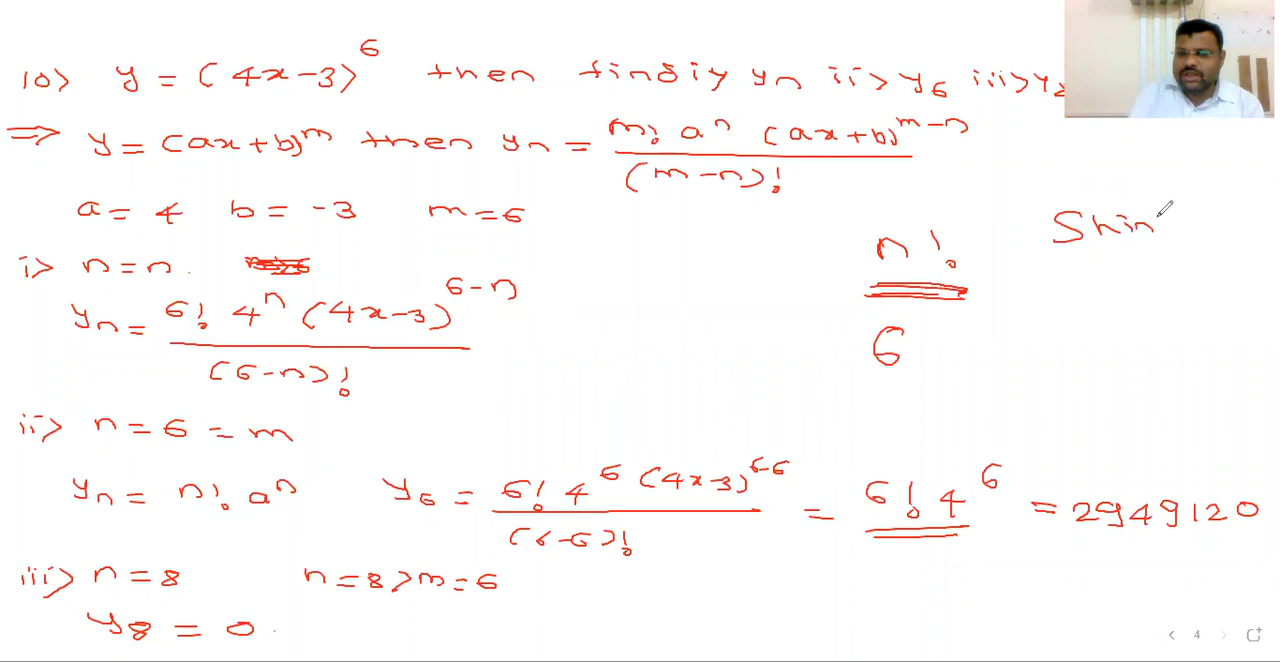 10> y = (4x-3)^6 then find i> yn ii> y6 iii> y8
=> y = (ax+b)^m then yn = m! a^n (ax+b)^m-n / (m-n)!
a = 4 b = -3 m = 6
i> n = n
yn = 6! 4^n (4x-3)^6-n / (6-n)!
n!
6
Shin
ii> n = 6 = m
yn = n! a^n y6 = 6! 4^6 (4x-3)^6-6 / (6-6)! = 6! 4^6 = 2949120
iii> n = 8 n = 8 > m = 6
y8 = 0
4